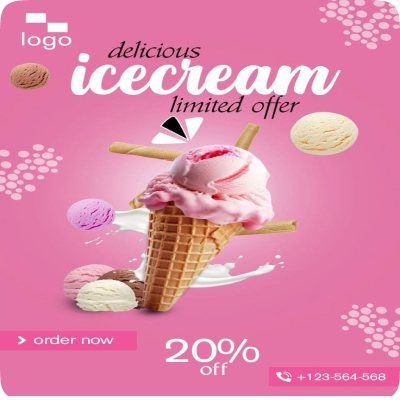 logo
delicious
icecream
limited offer
order now
20%
off
+123-564-568